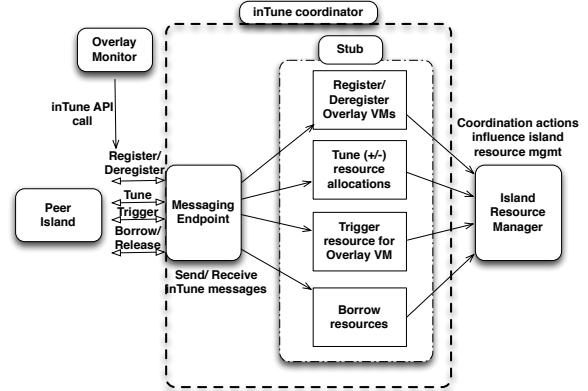 inTune coordinator
Overlay
Monitor
Stub
inTune API
call
Register/
Deregister
Tune
Trigger
Borrow/
Release
Peer
Island
Messaging
Endpoint
Send/ Receive
inTune messages
Register/
Deregister
Overlay VMs
Tune (+/-)
resource
allocations
Trigger
resource for
Overlay VM
Borrow
resources
Coordination actions
influence island
resource mgmt
Island
Resource
Manager